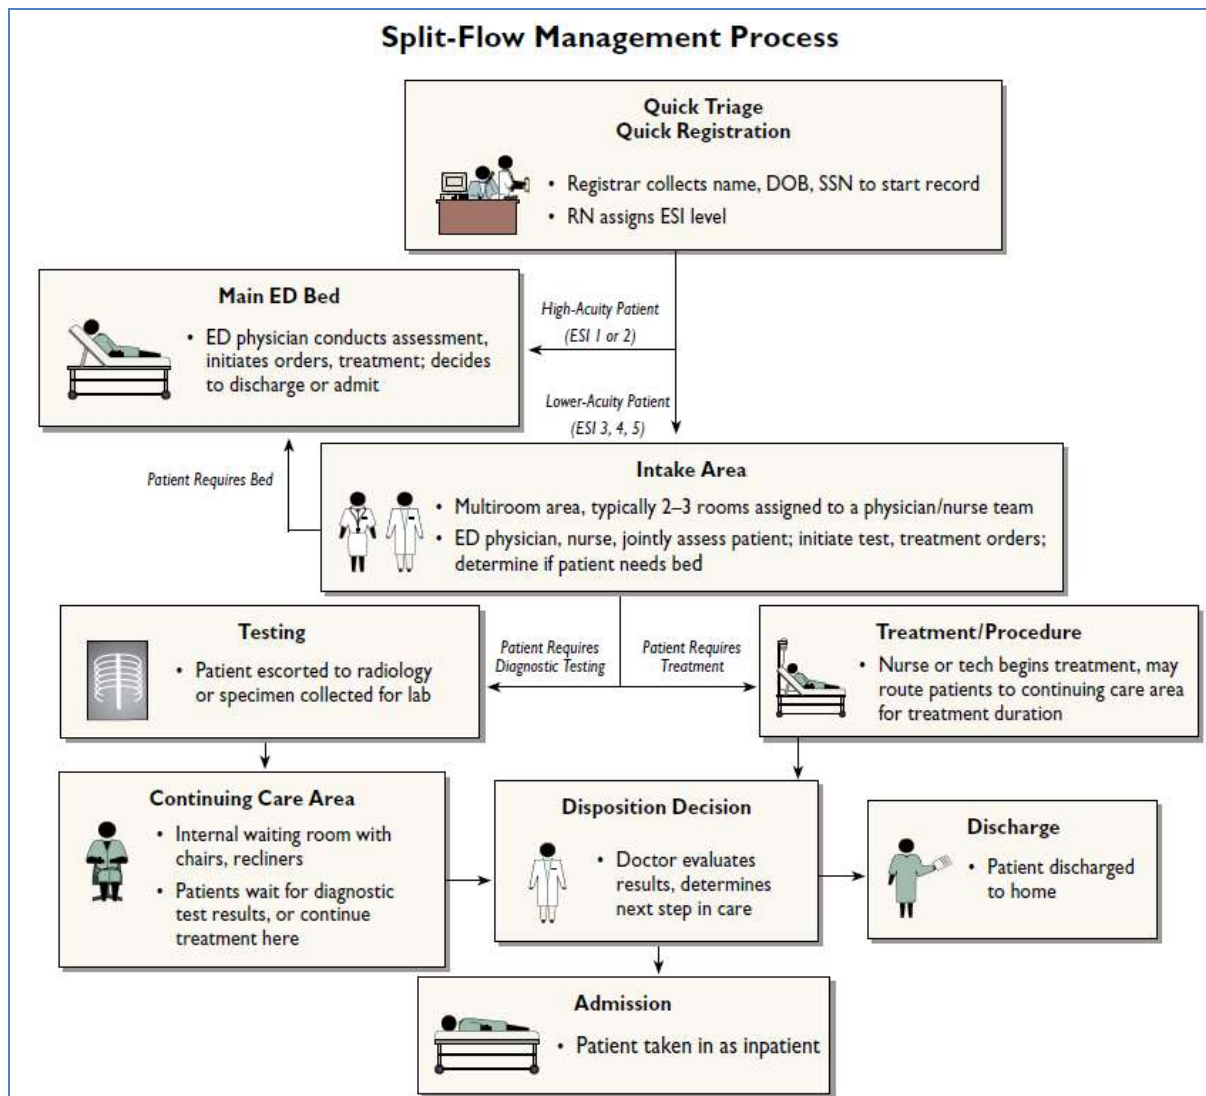 Split-Flow Management Process
Quick Triage
Quick Registration
• Registrar collects name, DOB, SSN to start record
• RN assigns ESI level
Main ED Bed
• ED physician conducts assessment,
initiates orders, treatment; decides
to discharge or admit
High-Acuity Patient
(ESI 1 or 2)
Lower-Acuity Patient
(ESI 3, 4, 5)
Patient Requires Bed
Intake Area
• Multiroom area, typically 2–3 rooms assigned to a physician/nurse team
• ED physician, nurse, jointly assess patient; initiate test, treatment orders;
determine if patient needs bed
Testing
• Patient escorted to radiology
or specimen collected for lab
Patient Requires
Diagnostic Testing
Patient Requires
Treatment
Treatment/Procedure
• Nurse or tech begins treatment, may
route patients to continuing care area
for treatment duration
Continuing Care Area
• Internal waiting room with
chairs, recliners
• Patients wait for diagnostic
test results, or continue
treatment here
Disposition Decision
• Doctor evaluates
results, determines
next step in care
Discharge
• Patient discharged
to home
Admission
• Patient taken in as inpatient